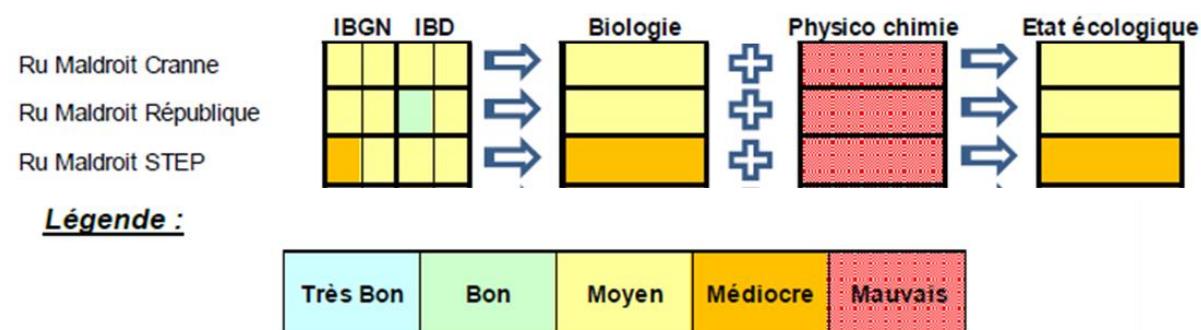 IBGN IBD Biologie Physico chimie Etat écologique
Ru Maldroit Cranne
Ru Maldroit République
Ru Maldroit STEP
Légende :
Très Bon Bon Moyen Médiocre Mauvais